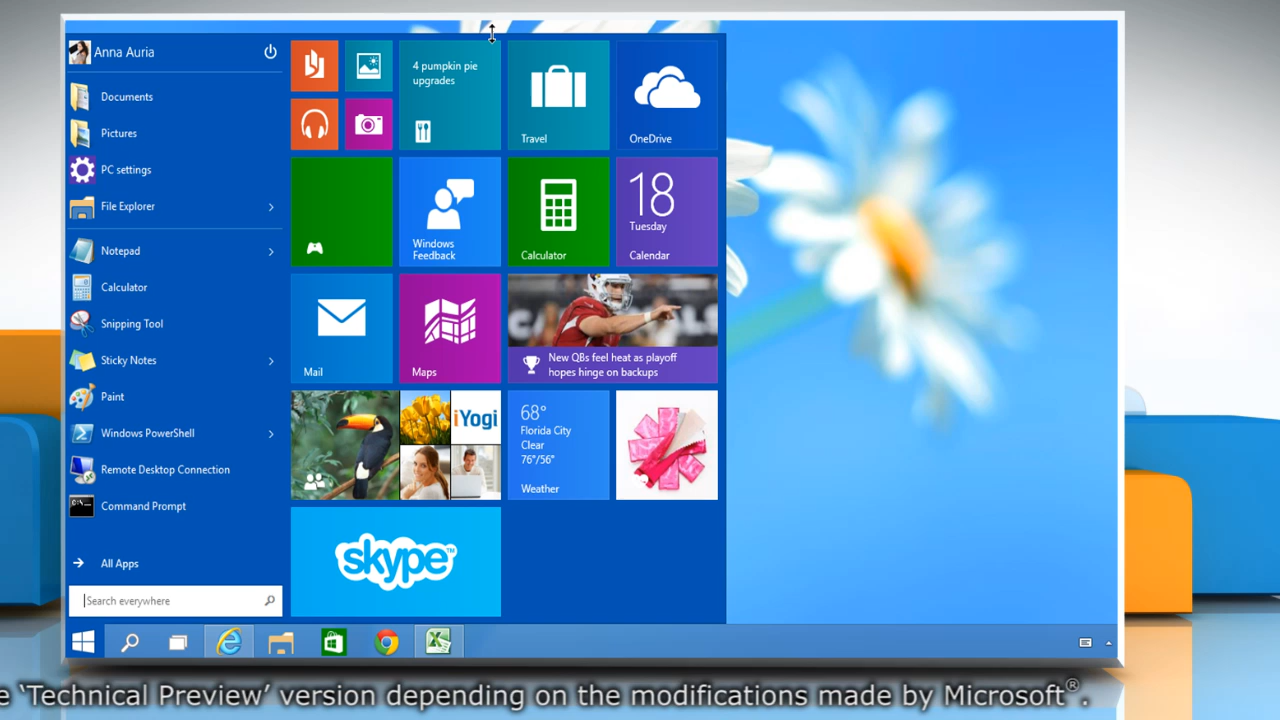 Anna Auria
Documents
Pictures
PC settings
File Explorer
Notepad
Calculator
Snipping Tool
Sticky Notes
Paint
Windows PowerShell
Remote Desktop Connection
Command Prompt
All Apps
Search everywhere
4 pumpkin pie
upgrades
Travel
OneDrive
Windows
Feedback
Calculator
18
Tuesday
Calendar
Mail
Maps
New QBs feel heat as playoff
hopes hinge on backups
iYogi
68°
Florida City
Clear
76°/56°
Weather
skype™
e ‘Technical Preview’ version depending on the modifications made by Microsoft®.